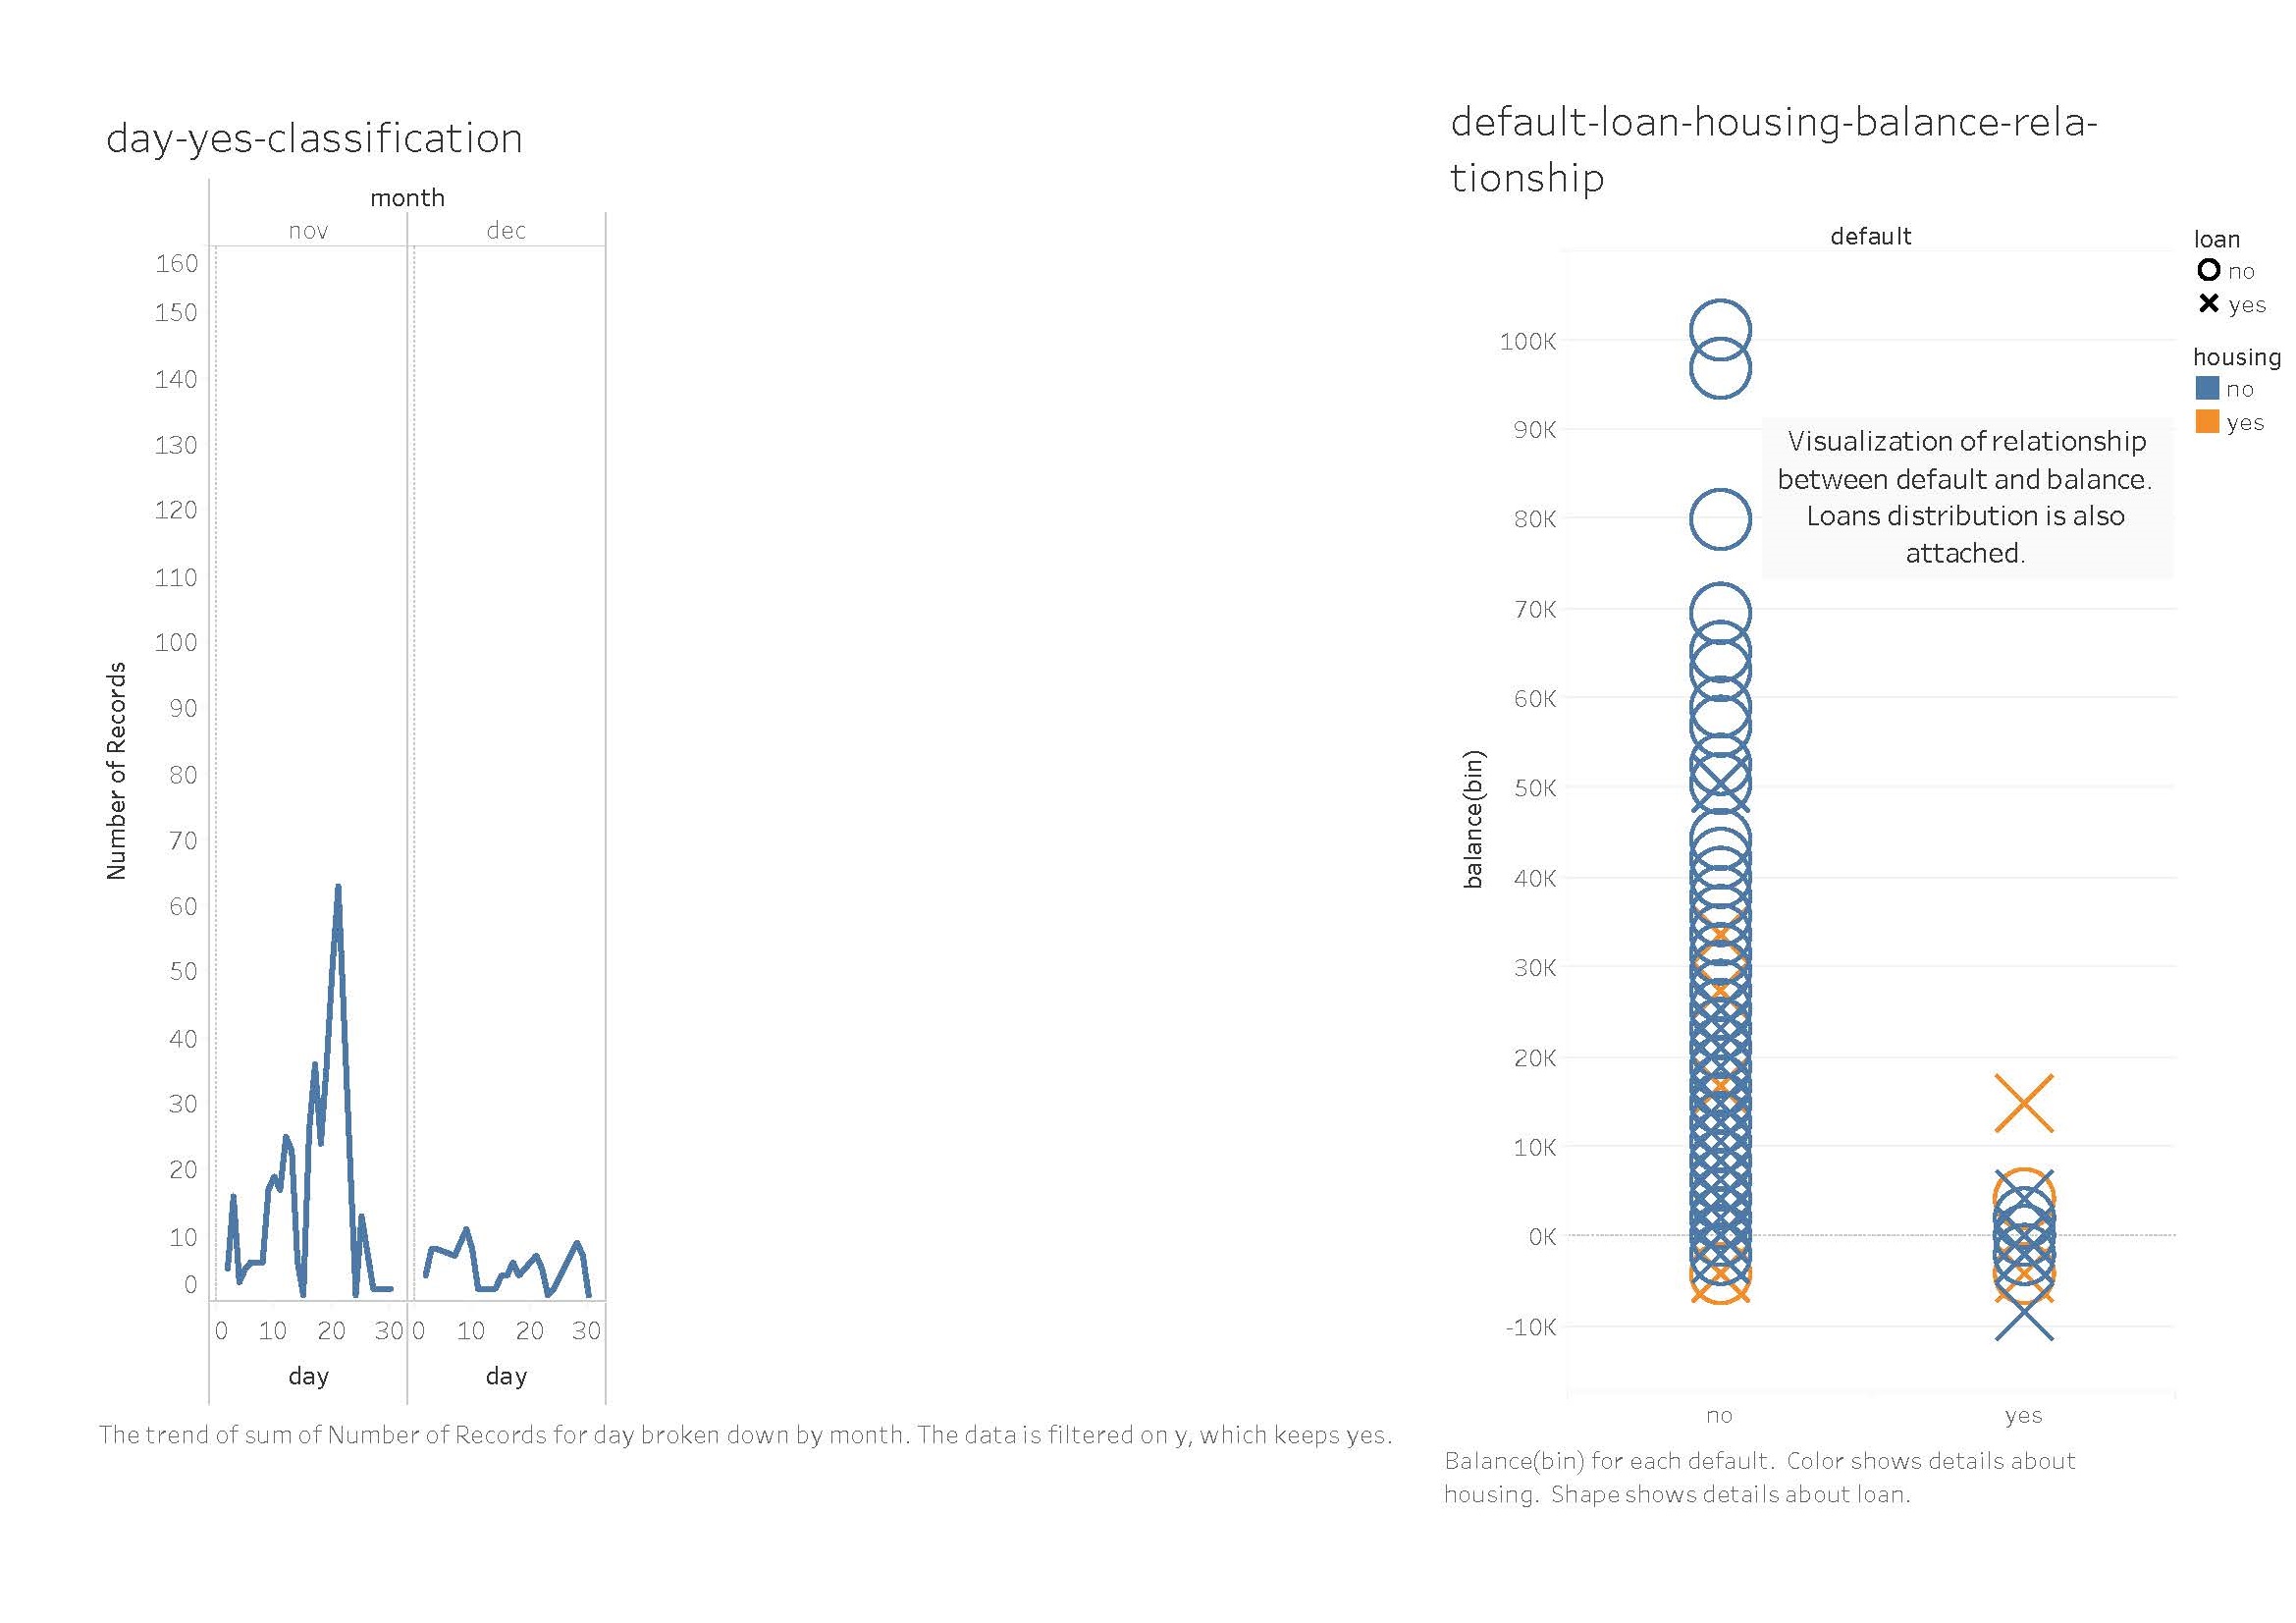 day-yes-classification
month
nov
dec
160
150
140
130
120
110
100
90
80
70
60
50
40
30
20
10
0
Number of Records
0 10 20 30
0 10 20 30
day
day
The trend of sum of Number of Records for day broken down by month. The data is filtered on y, which keeps yes.
default-loan-housing-balance-rela-
tionship
default
100K
90K
80K
70K
60K
50K
40K
30K
20K
10K
0K
-10K
balance(bin)
Visualization of relationship
between default and balance.
Loans distribution is also
attached.
no
yes
Balance(bin) for each default. Color shows details about
housing. Shape shows details about loan.
loan
no
yes
housing
no
yes